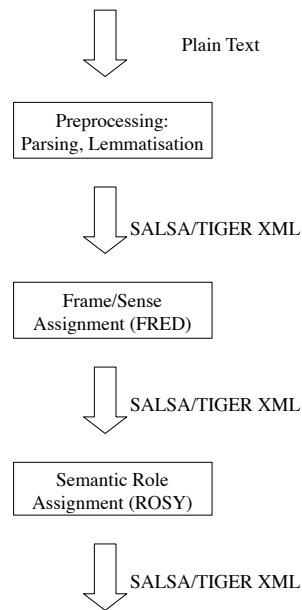 Plain Text
Preprocessing:
Parsing, Lemmatisation
SALSA/TIGER XML
Frame/Sense
Assignment (FRED)
SALSA/TIGER XML
Semantic Role
Assignment (ROSY)
SALSA/TIGER XML